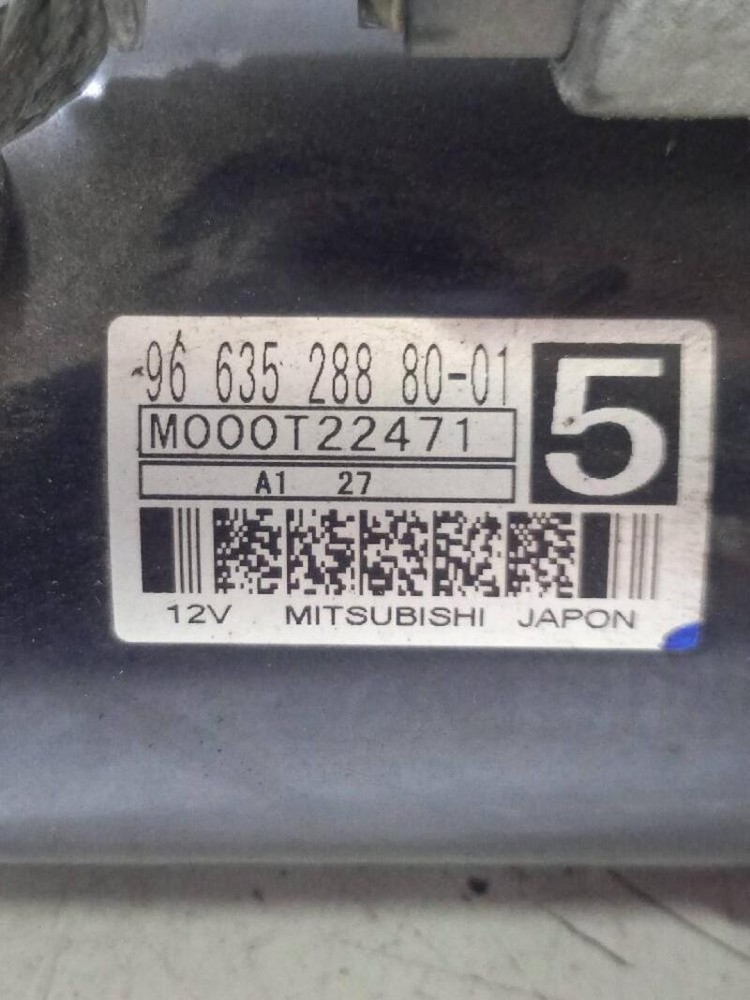 96 635 288 80-01
5
M000T22471
A1 27
12V MITSUBISHI JAPON